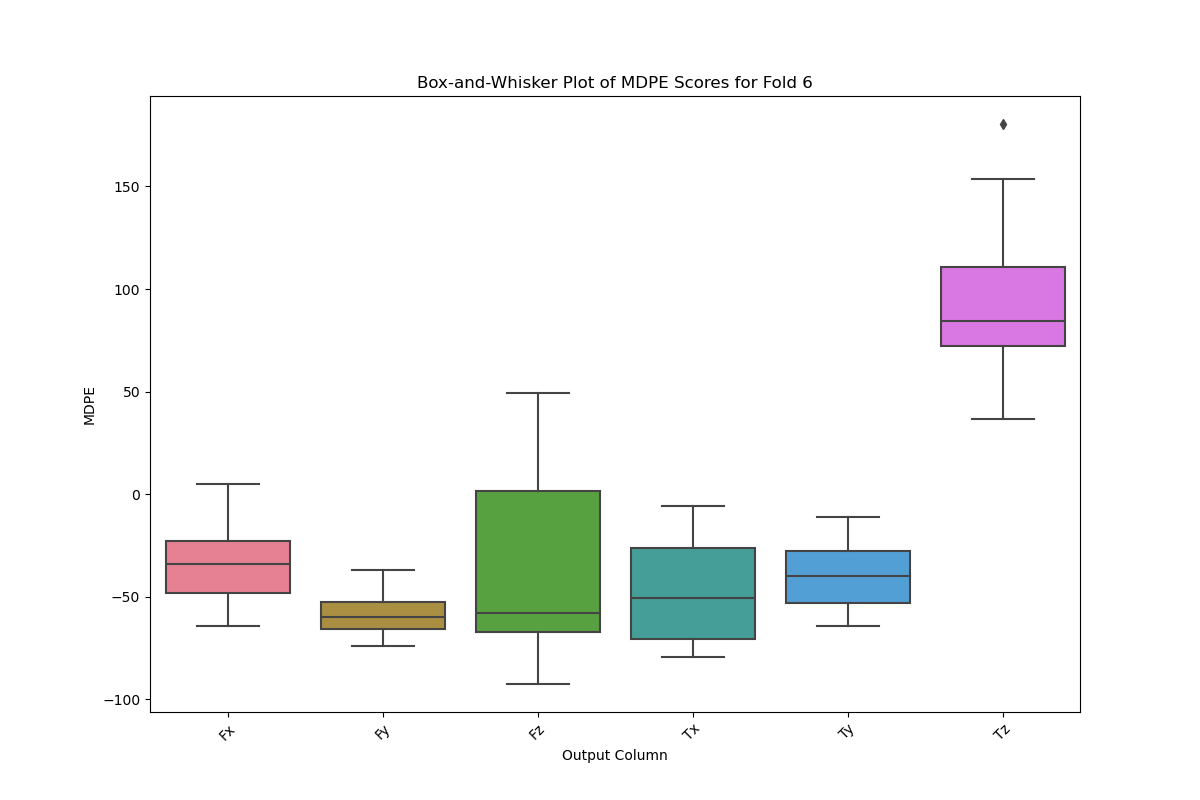 Box-and-Whisker Plot of MDPE Scores for Fold 6
150
100
50
0
−50
−100
MDPE
Fx
Fy
Fz
Tx
Ty
Tz
Output Column